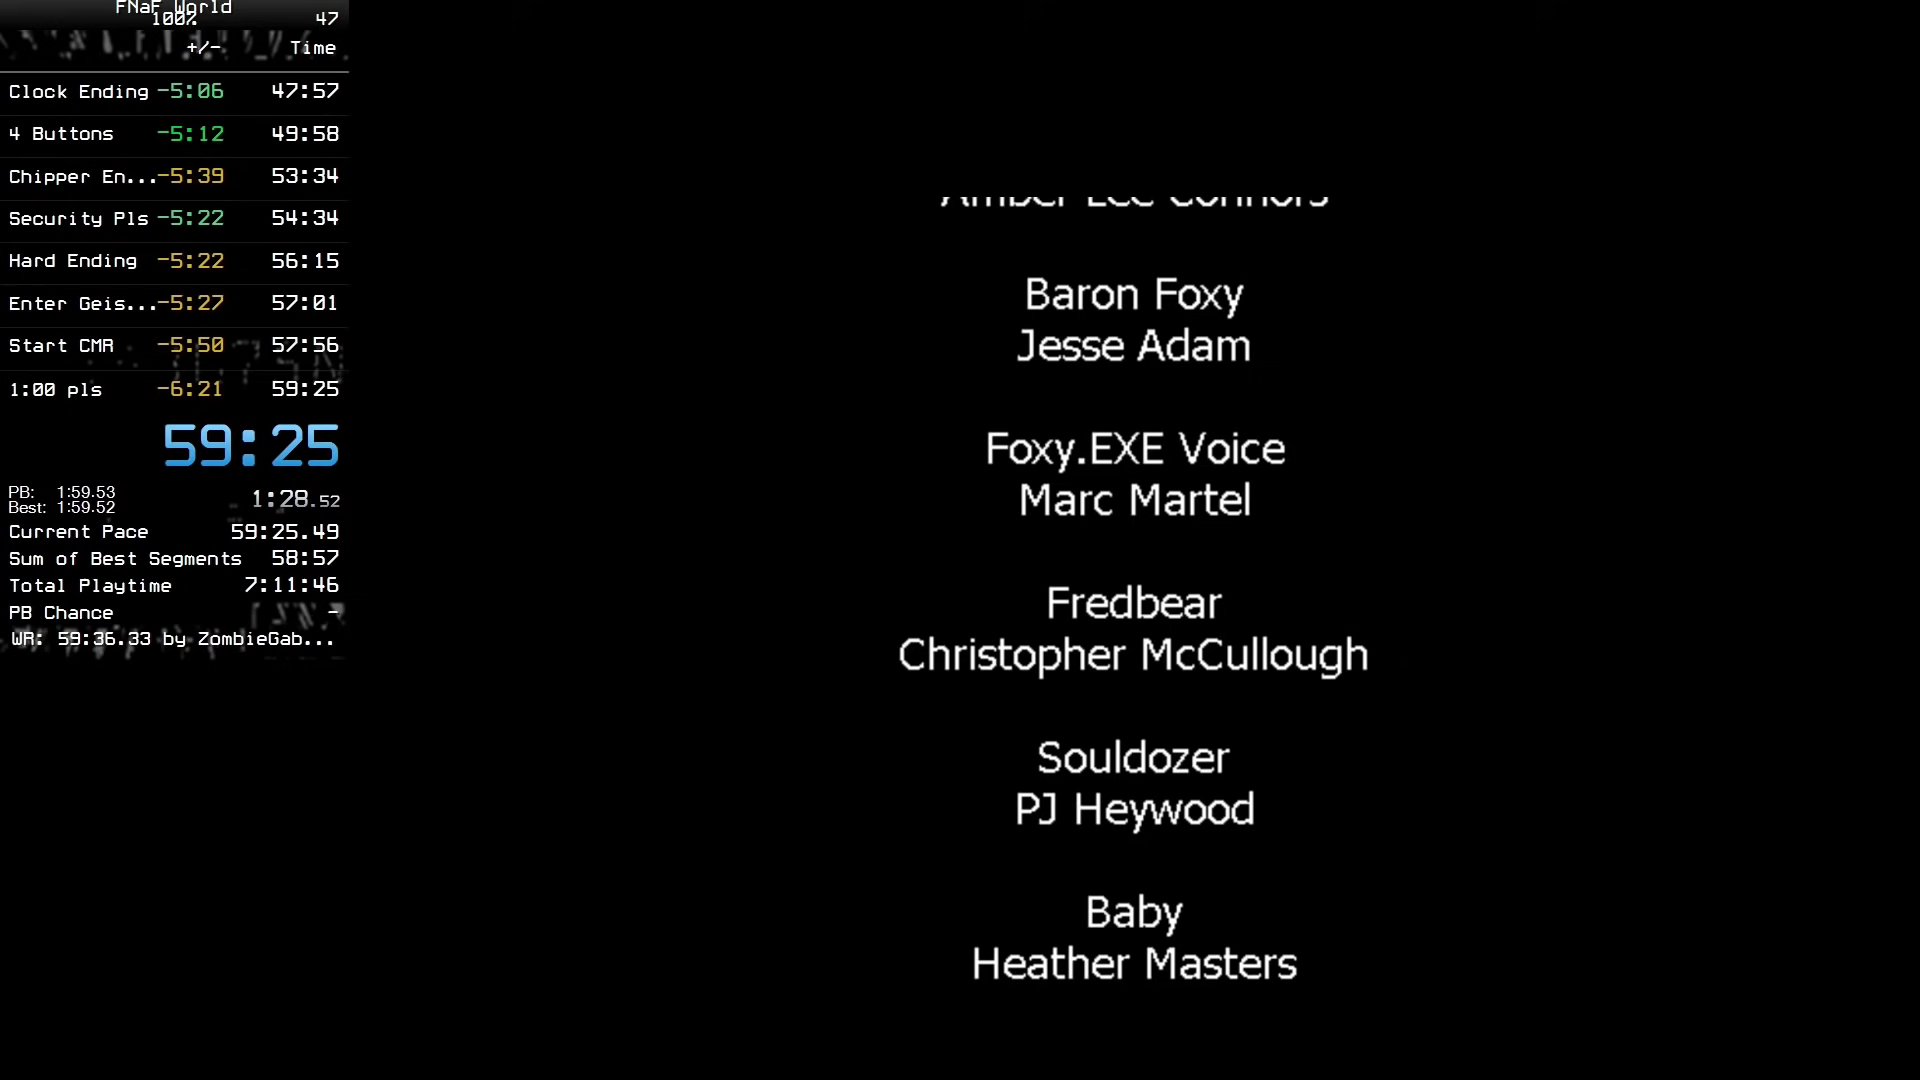 FNaF World
100% 47
+/- Time
Clock Ending -5:06 47:57
4 Buttons -5:12 49:58
Chipper En... -5:39 53:34
Security Pls -5:22 54:34
Hard Ending -5:22 56:15
Enter Geis... -5:27 57:01
Start CMR -5:50 57:56
1:00 pls -6:21 59:25
59:25
PB: 1:59.53
Best: 1:59.52
1:28.52
Current Pace 59:25.49
Sum of Best Segments 58:57
Total Playtime 7:11:46
PB Chance -
WR: 59:36.33 by ZombieGab...
Amber Lee Connors
Baron Foxy
Jesse Adam
Foxy.EXE Voice
Marc Martel
Fredbear
Christopher McCullough
Souldozer
PJ Heywood
Baby
Heather Masters